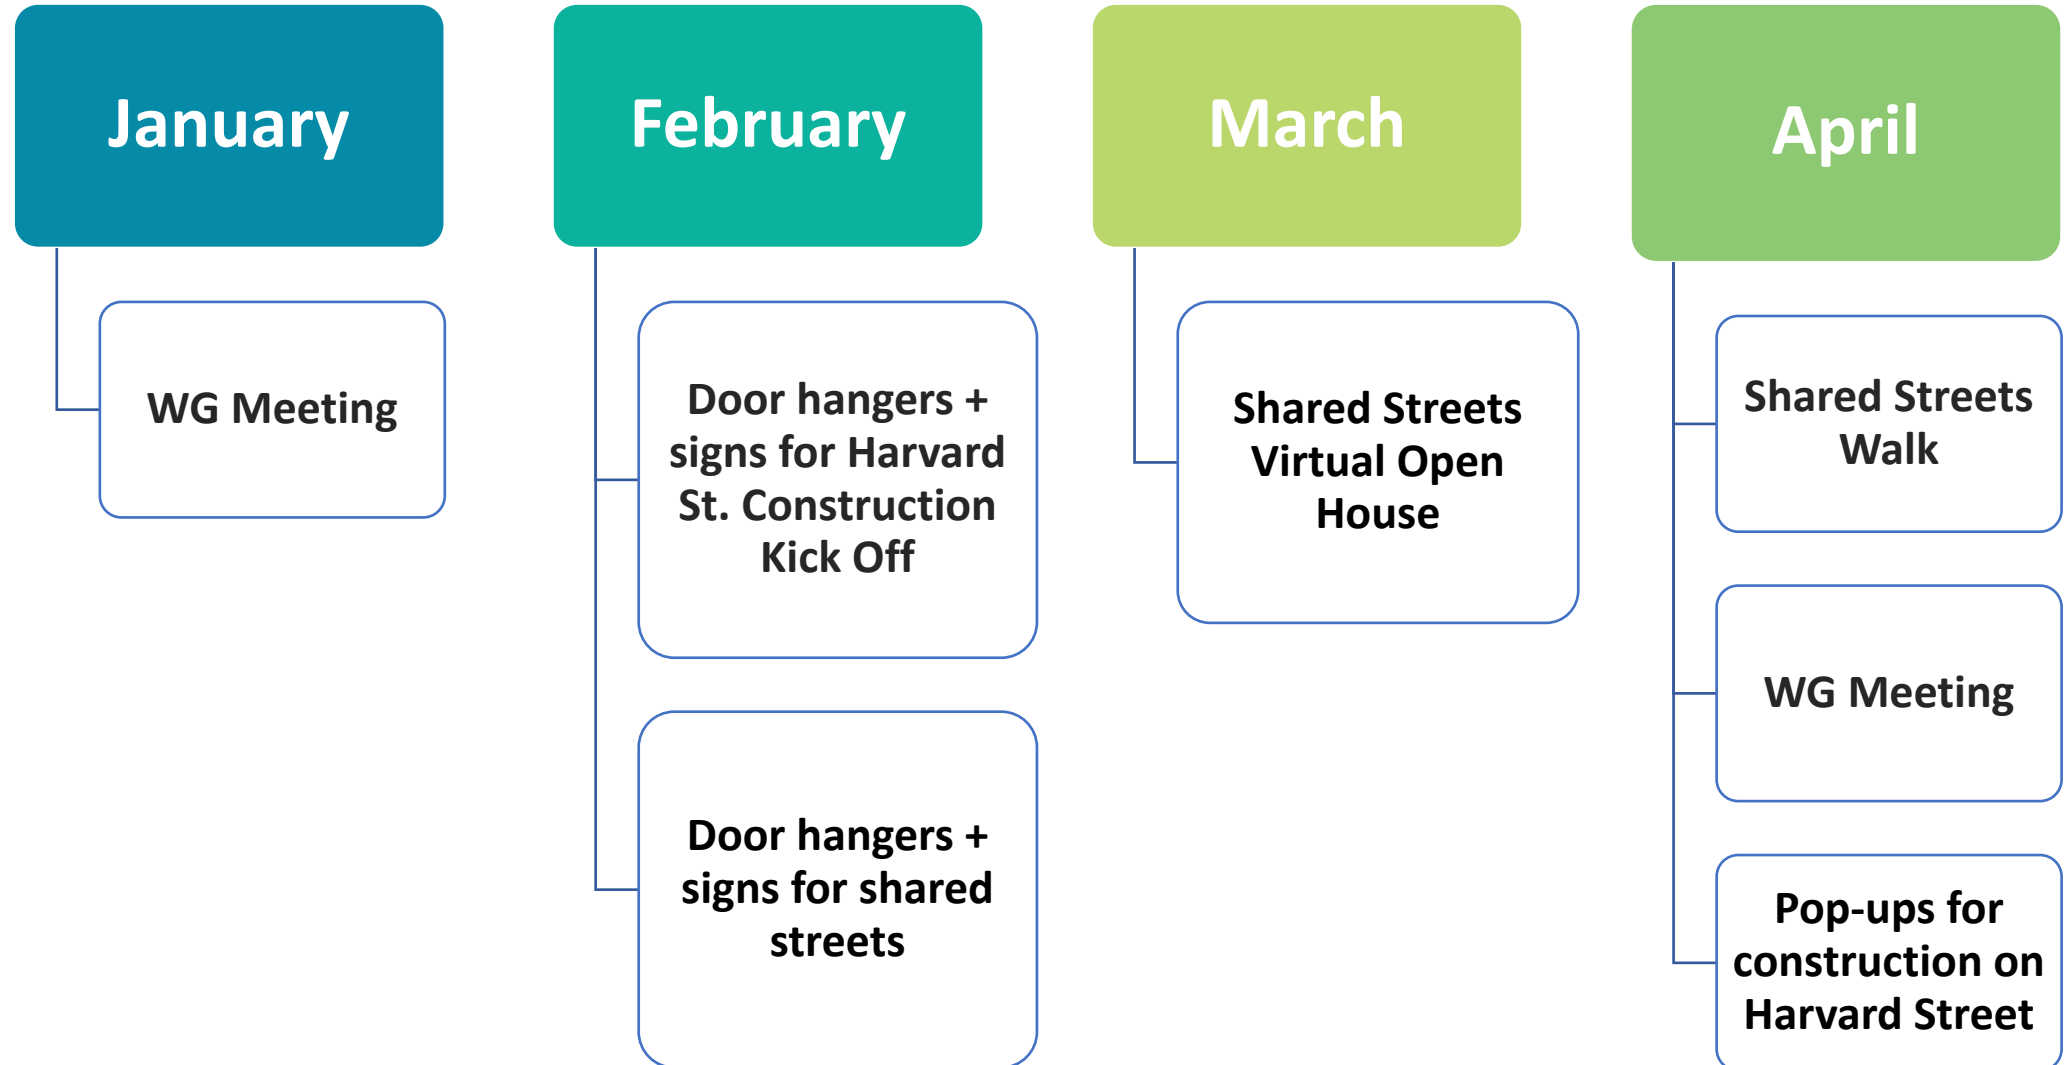 January
WG Meeting
February
Door hangers +
signs for Harvard
St. Construction
Kick Off
Door hangers +
signs for shared
streets
March
Shared Streets
Virtual Open
House
April
Shared Streets
Walk
WG Meeting
Pop-ups for
construction on
Harvard Street